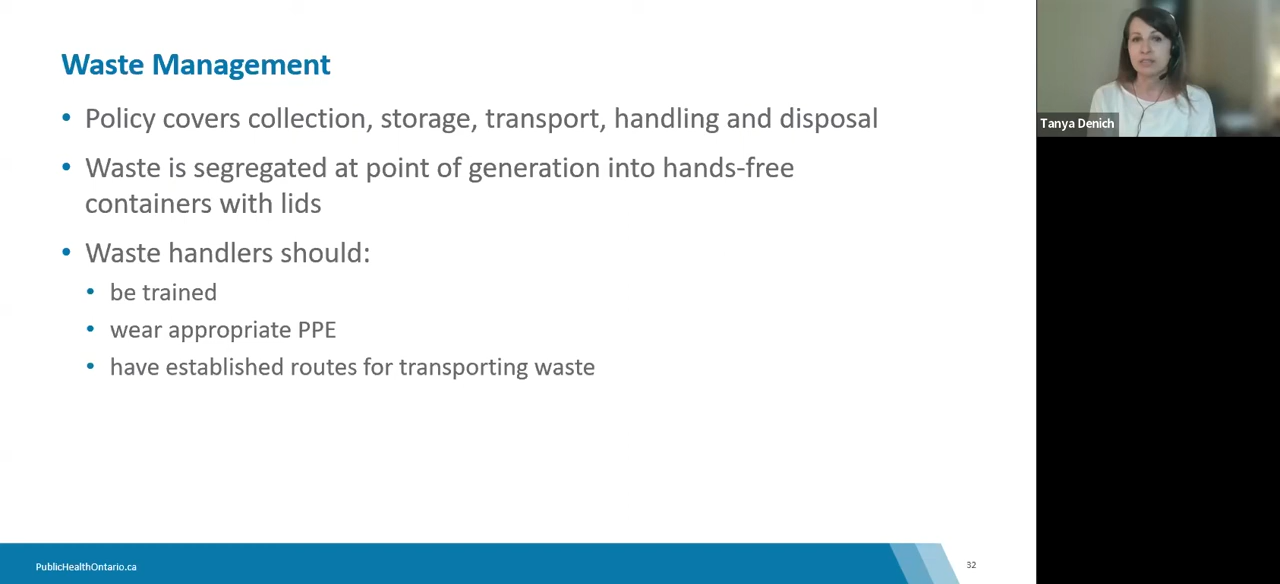 Waste Management
• Policy covers collection, storage, transport, handling and disposal
• Waste is segregated at point of generation into hands-free
containers with lids
• Waste handlers should:
• be trained
• wear appropriate PPE
• have established routes for transporting waste
PublicHealthOntario.ca
32
Tanya Denich